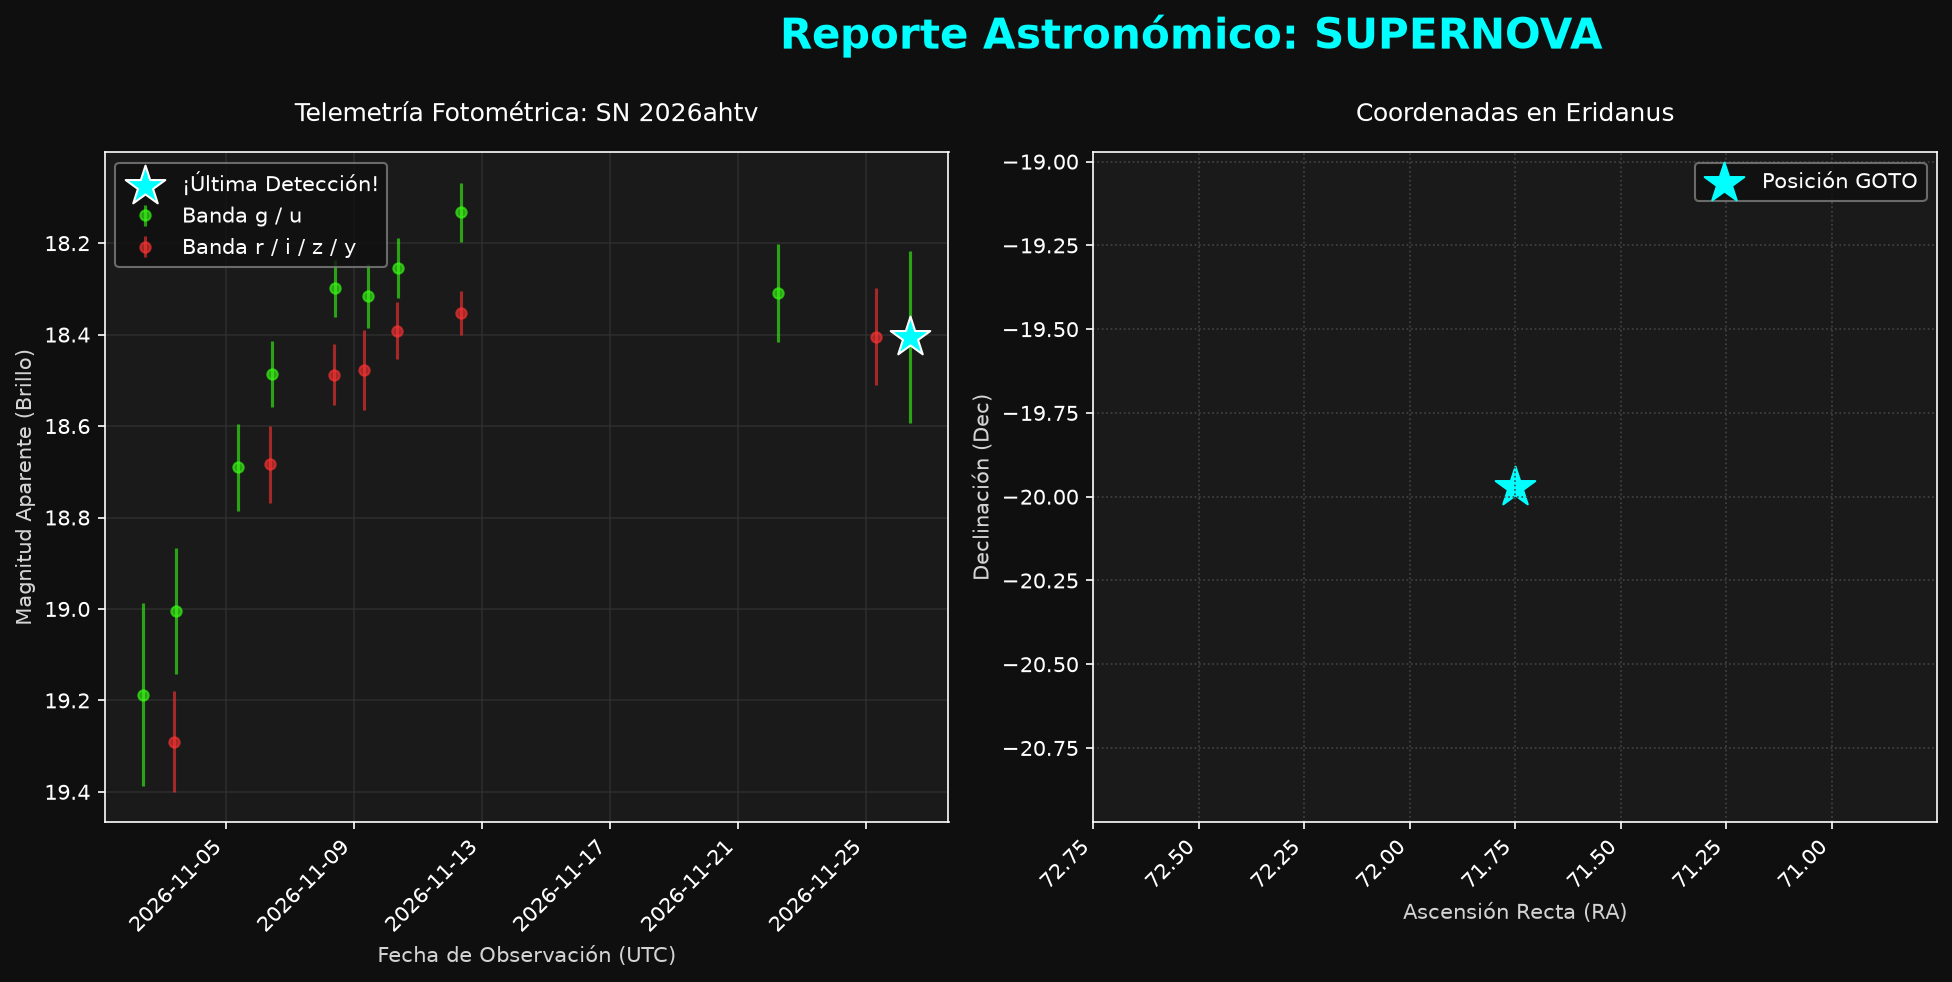 Reporte Astronómico: SUPERNOVA
Telemetría Fotométrica: SN 2026ahtv
¡Última Detección!
Banda g / u
Banda r / i / z / y
Magnitud Aparente (Brillo)
18.2
18.4
18.6
18.8
19.0
19.2
19.4
2026-11-05
2026-11-09
2026-11-13
2026-11-17
2026-11-21
2026-11-25
Fecha de Observación (UTC)
Coordenadas en Eridanus
Posición GOTO
Declinación (Dec)
−19.00
−19.25
−19.50
−19.75
−20.00
−20.25
−20.50
−20.75
72.75
72.50
72.25
72.00
71.75
71.50
71.25
71.00
Ascensión Recta (RA)